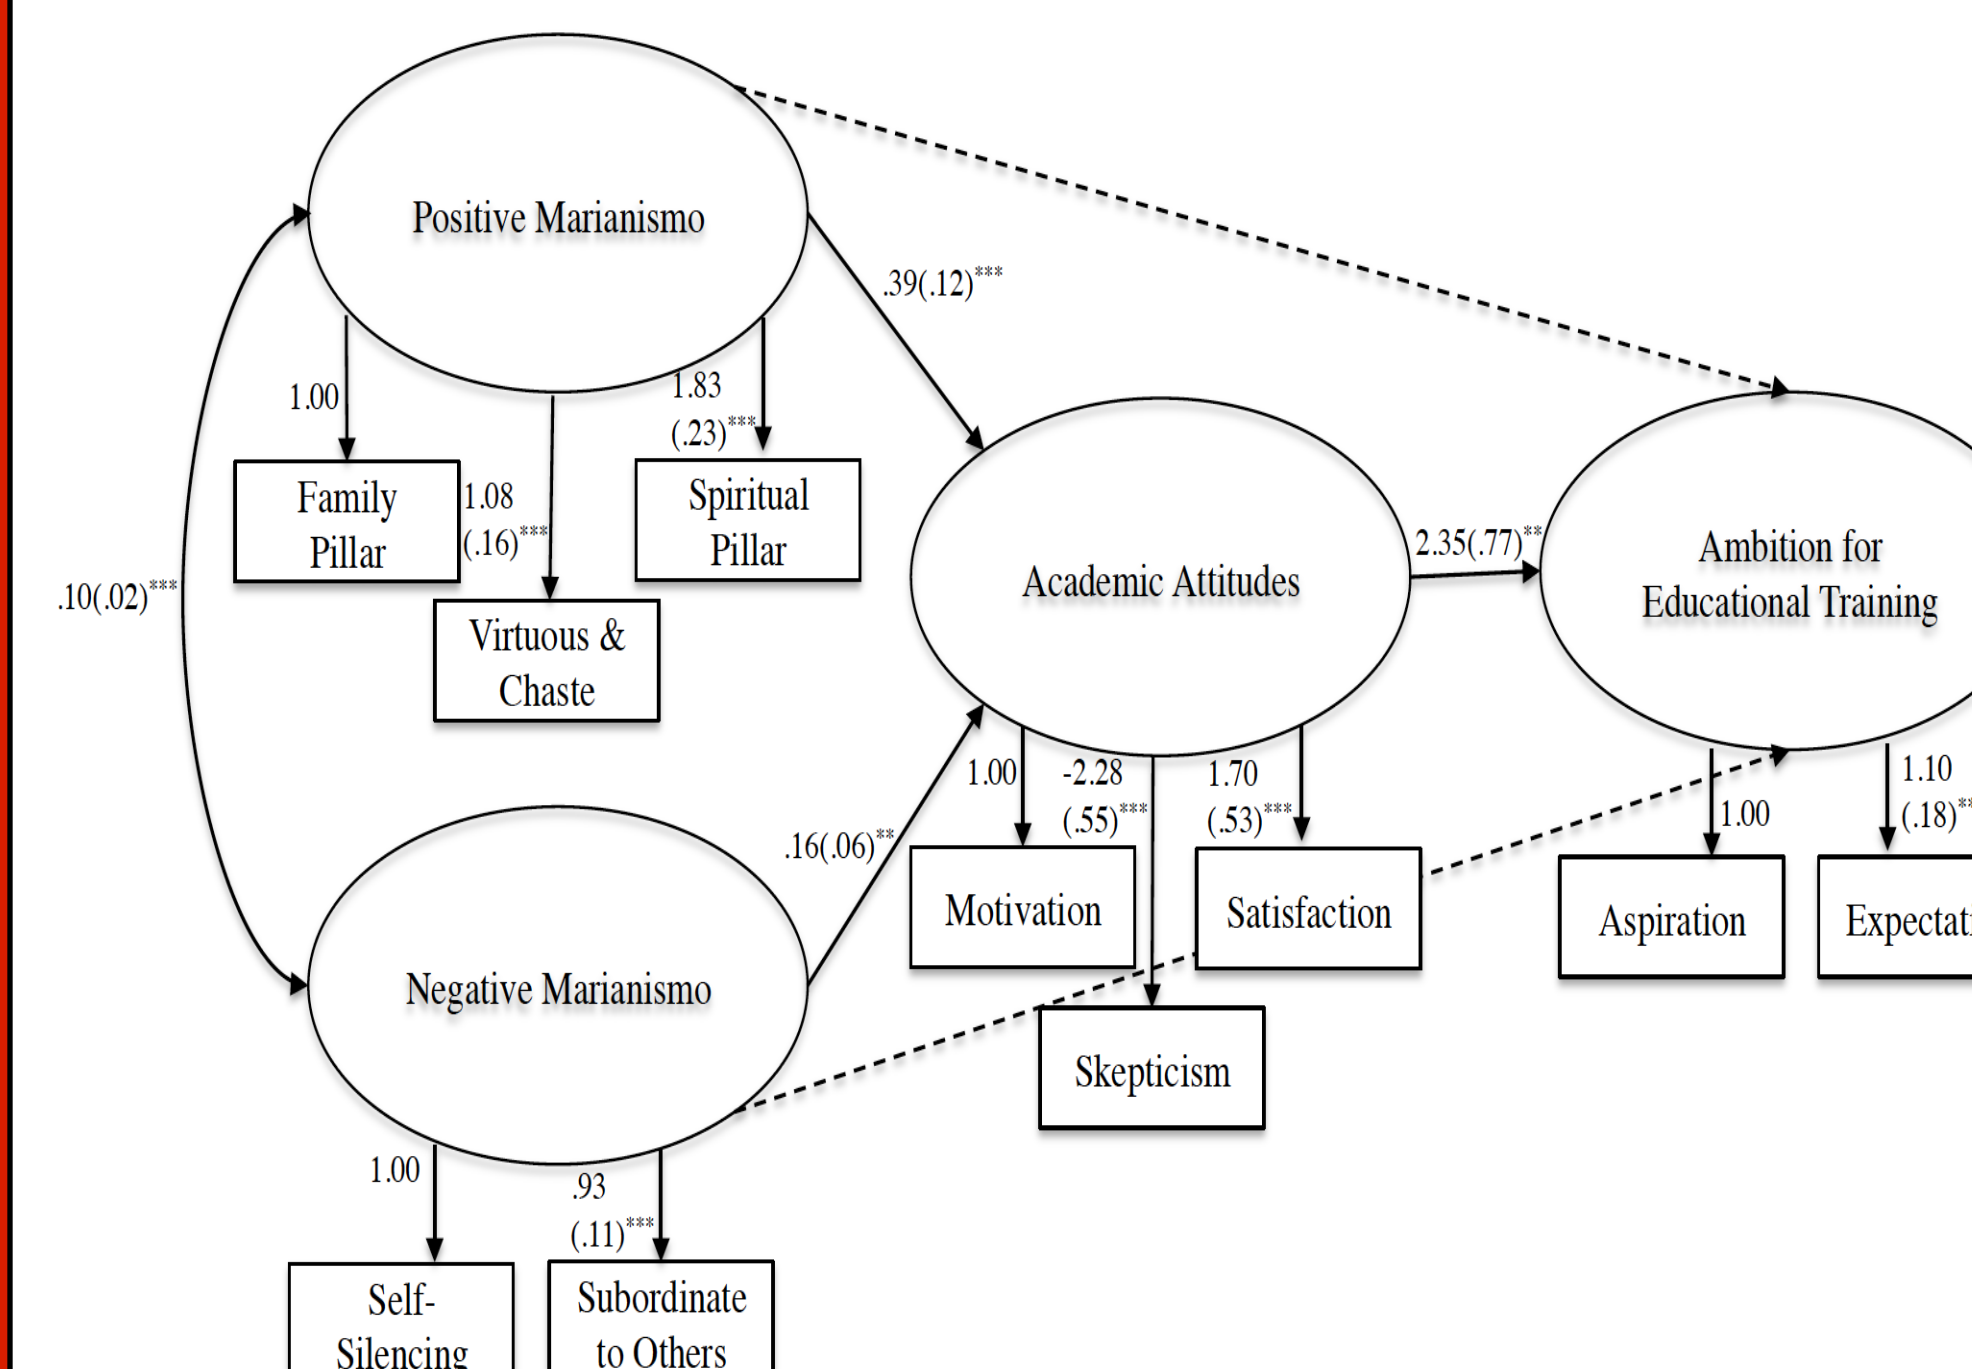 Positive Marianismo
.39(.12)***
1.00
1.83
(.23)***
Family
Pillar
1.08
(.16)***
Spiritual
Pillar
Virtuous &
Chaste
.10(.02)***
Academic Attitudes
2.35(.77)**
Ambition for
Educational Training
1.00
-2.28
(.55)***
1.70
(.53)***
1.00
1.10
(.18)**
.16(.06)**
Motivation
Satisfaction
Aspiration
Expectati
Negative Marianismo
Skepticism
1.00
.93
(.11)***
Self-
Silencing
Subordinate
to Others